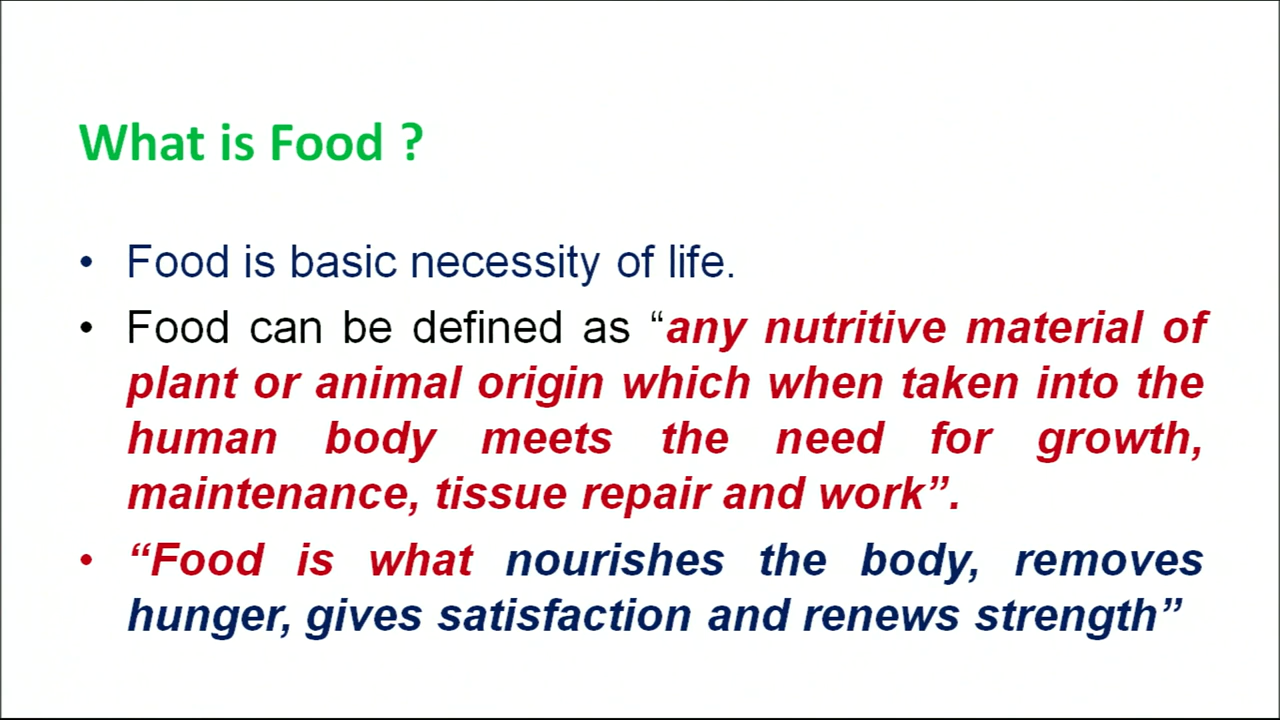 What is Food ?
• Food is basic necessity of life.
• Food can be defined as “any nutritive material of
plant or animal origin which when taken into the
human body meets the need for growth,
maintenance, tissue repair and work”.
• “Food is what nourishes the body, removes
hunger, gives satisfaction and renews strength”